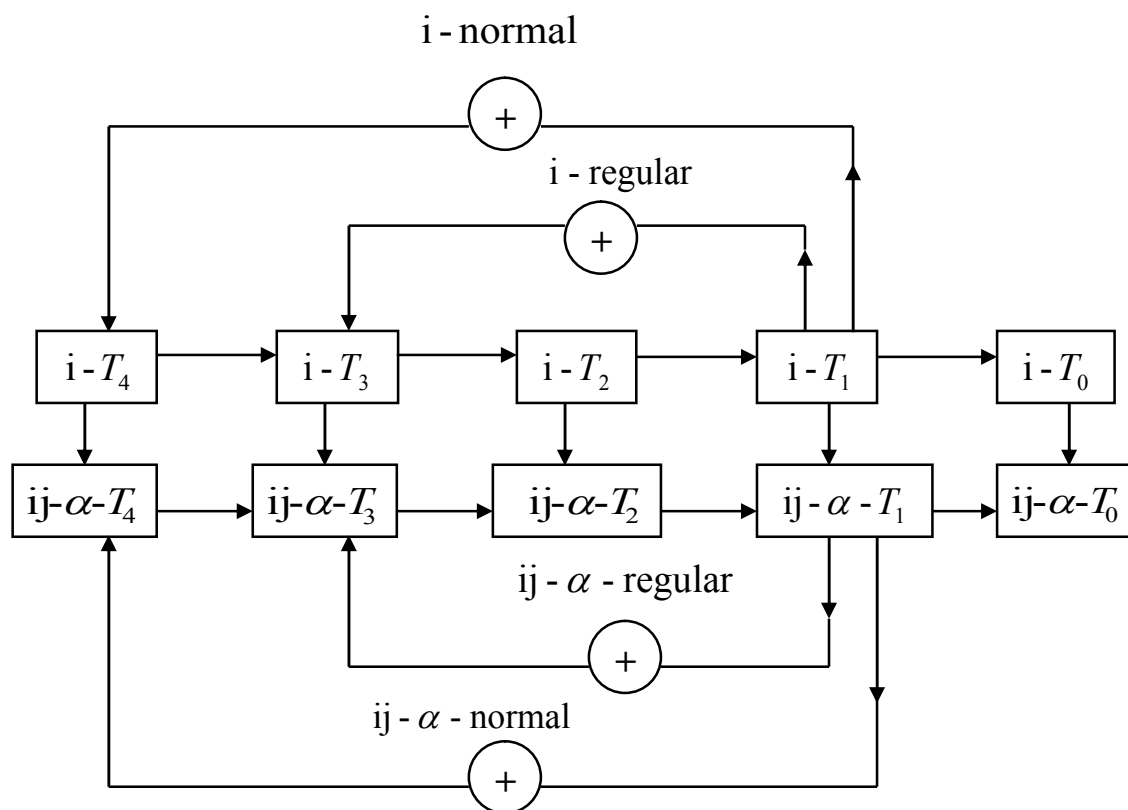 i - normal
+
i - regular
+
i - T₄
i - T₃
i - T₂
i - T₁
i - T₀
ij-α-T₄
ij-α-T₃
ij-α-T₂
ij - α - T₁
ij-α-T₀
ij - α - regular
+
ij - α - normal
+